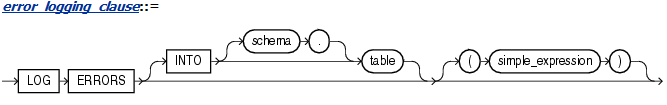 error_logging_clause::=
schema .
INTO table ( simple_expression )
LOG ERRORS